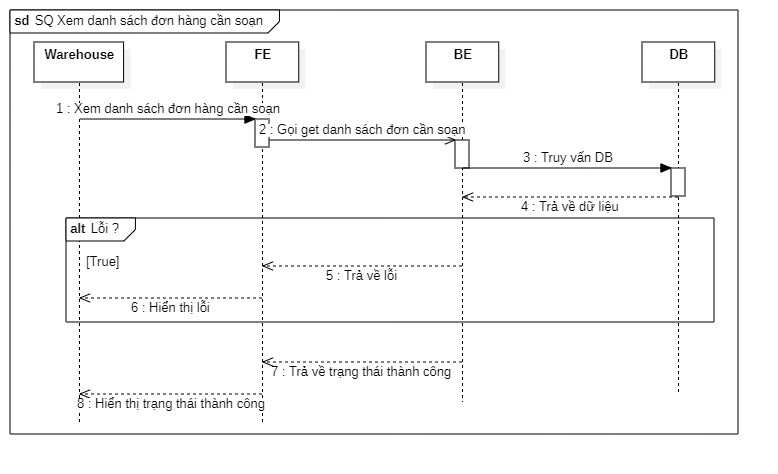 sd SQ Xem danh sách đơn hàng cần soạn
Warehouse
FE
BE
DB
1 : Xem danh sách đơn hàng cần soạn
2 : Gọi get danh sách đơn cần soạn
3 : Truy vấn DB
4 : Trả về dữ liệu
alt Lỗi ?
[True]
5 : Trả về lỗi
6 : Hiển thị lỗi
7 : Trả về trạng thái thành công
8 : Hiển thị trạng thái thành công